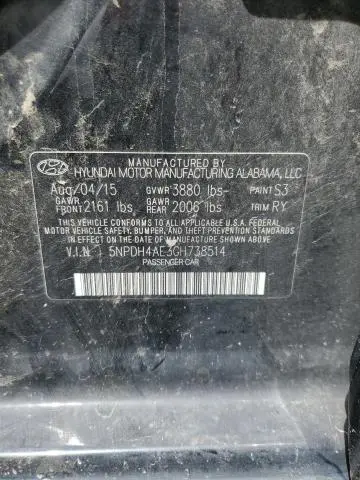 MANUFACTURED BY
HYUNDAI MOTOR MANUFACTURING ALABAMA, LLC
Aug/04/15 GVWR 3880 lbs- PAINT S3
GAWR FRONT 2161 lbs GAWR REAR 2006 lbs TRIM RY
THIS VEHICLE CONFORMS TO ALL APPLICABLE U.S. FEDERAL
MOTOR VEHICLE SAFETY, BUMPER, AND THEFT PREVENTION
STANDARDS IN EFFECT ON THE DATE OF MANUFACTURE SHOWN ABOVE.
V.I.N 5NPDH4AE3GH738514
PASSENGER CAR